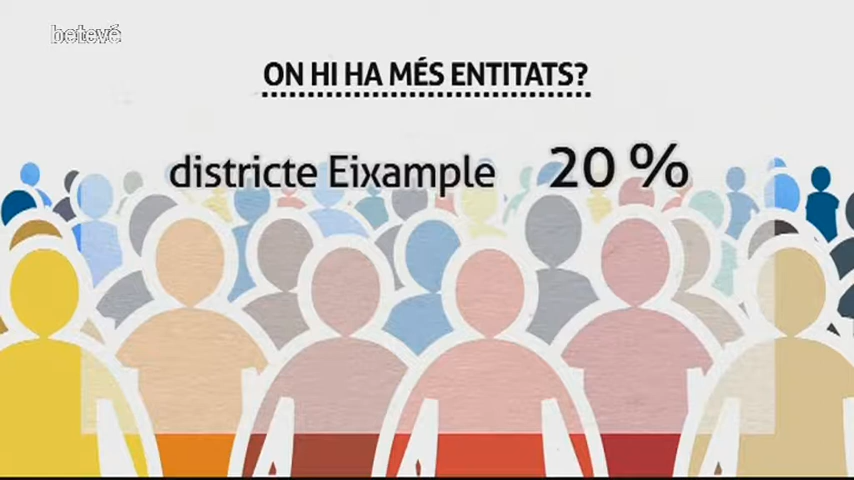 betevé
ON HI HA MÉS ENTITATS?
districte Eixample 20 %